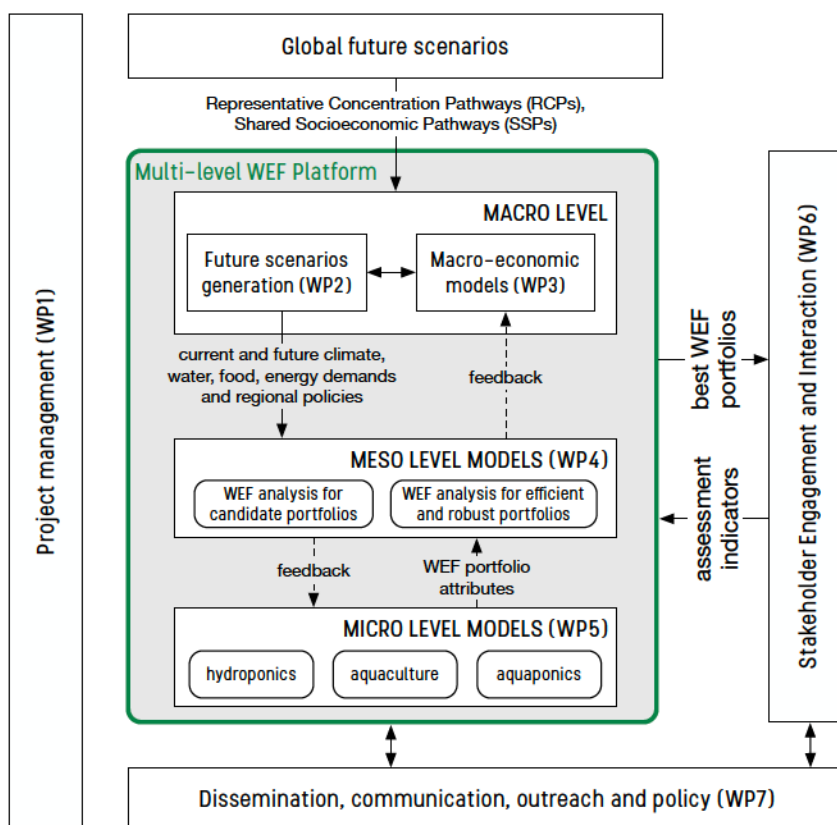 Project management (WP1)
Global future scenarios
Representative Concentration Pathways (RCPs),
Shared Socioeconomic Pathways (SSPs)
Multi-level WEF Platform
MACRO LEVEL
Future scenarios
generation (WP2)
Macro-economic
models (WP3)
current and future climate,
water, food, energy demands
and regional policies
feedback
MESO LEVEL MODELS (WP4)
WEF analysis for
candidate portfolios
WEF analysis for efficient
and robust portfolios
feedback
WEF portfolio
attributes
MICRO LEVEL MODELS (WP5)
hydroponics
aquaculture
aquaponics
best WEF
portfolios
assessment
indicators
Stakeholder Engagement and Interaction (WP6)
Dissemination, communication, outreach and policy (WP7)